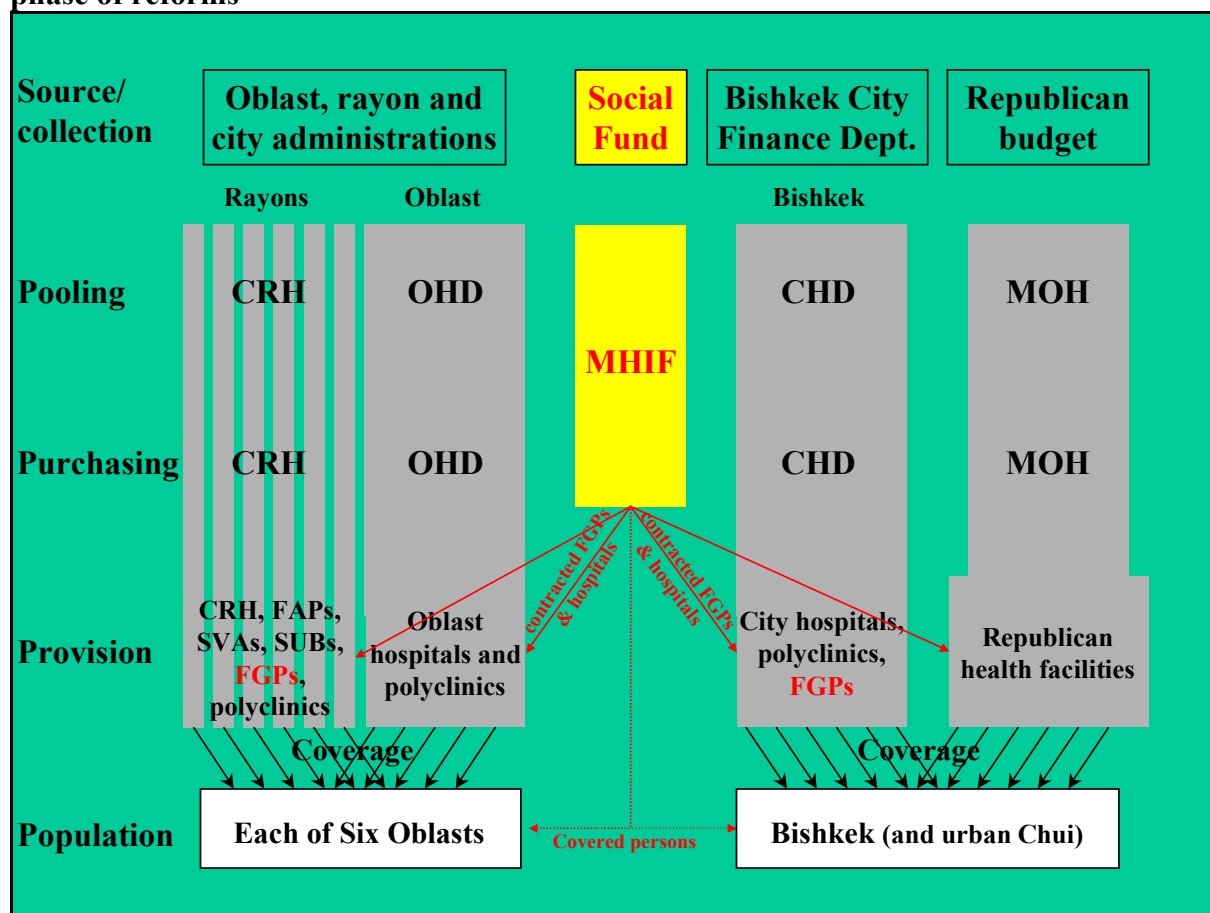 phase of reforms
Source/
collection
Oblast, rayon and
city administrations
Social
Fund
Bishkek City
Finance Dept.
Republican
budget
Rayons
Oblast
Bishkek
Pooling
CRH
OHD
MHIF
CHD
MOH
Purchasing
CRH
OHD
CHD
MOH
contracted FGPs
& hospitals
contracted FGPs
& hospitals
Provision
CRH, FAPs,
SVAs, SUBs,
FGPs,
polyclinics
Oblast
hospitals and
polyclinics
City hospitals,
polyclinics,
FGPs
Republican
health facilities
Coverage
Coverage
Population
Each of Six Oblasts
Covered persons
Bishkek (and urban Chui)